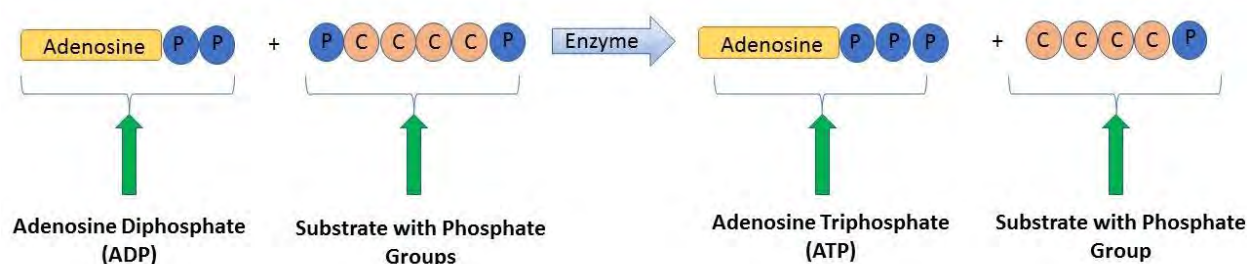 Adenosine P P + P C C C C P Enzyme Adenosine P P P + C C C C P
Adenosine Diphosphate
(ADP)
Substrate with Phosphate
Groups
Adenosine Triphosphate
(ATP)
Substrate with Phosphate
Group